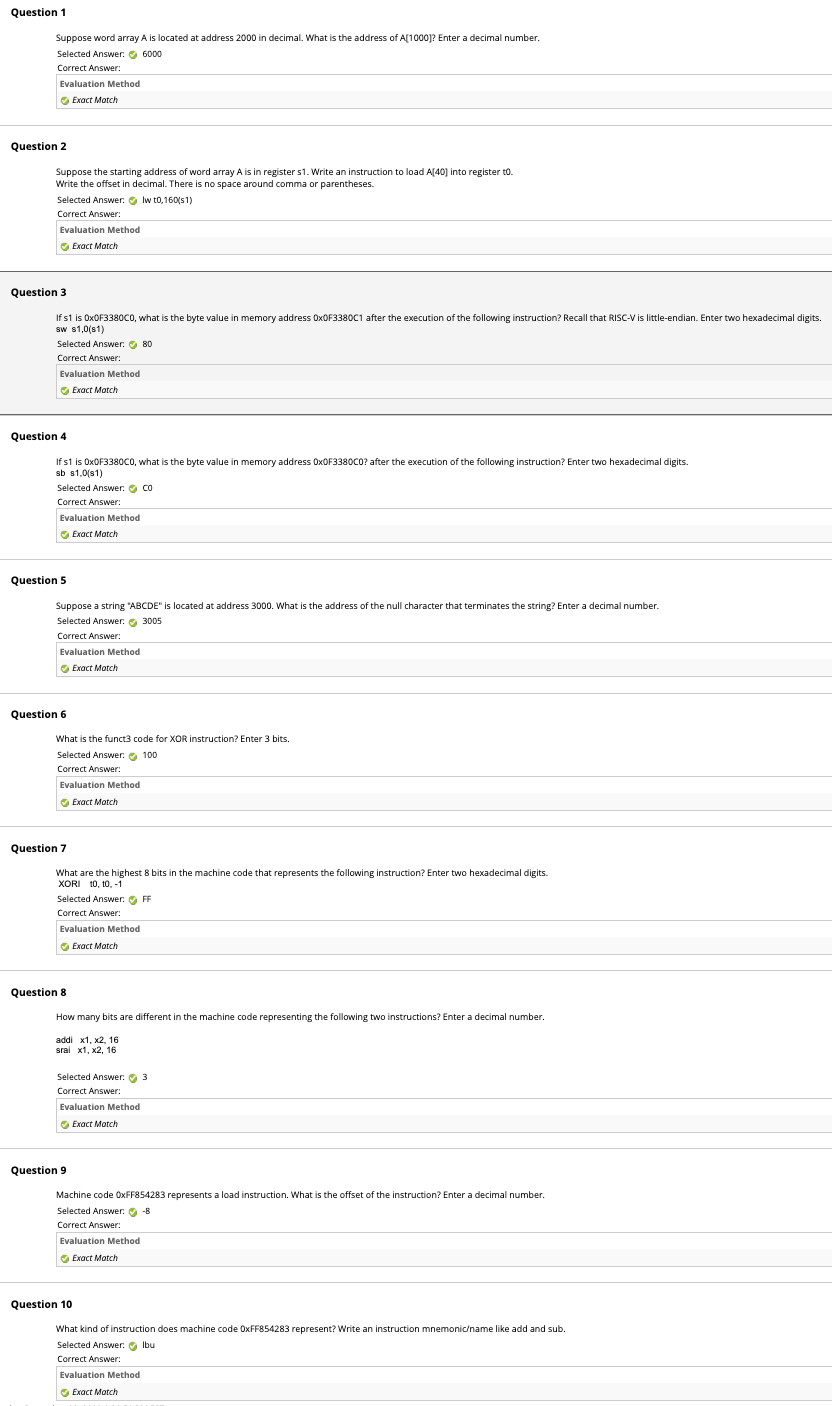 Question 1
Suppose word array A is located at address 2000 in decimal. What is the address of A[1000]? Enter a decimal number.
Selected Answer: 6000
Correct Answer:
Evaluation Method
Exact Match
Question 2
Suppose the starting address of word array A is in register s1. Write an instruction to load A[40] into register t0.
Write the offset in decimal. There is no space around comma or parentheses.
Selected Answer: lw t0,160(s1)
Correct Answer:
Evaluation Method
Exact Match
Question 3
If s1 is 0x0F3380C0, what is the byte value in memory address 0x0F3380C1 after the execution of the following instruction? Recall that RISC-V is little-endian. Enter two hexadecimal digits.
sw s1,0(s1)
Selected Answer: 80
Correct Answer:
Evaluation Method
Exact Match
Question 4
If s1 is 0x0F3380C0, what is the byte value in memory address 0x0F3380C0? after the execution of the following instruction? Enter two hexadecimal digits.
sb s1,0(s1)
Selected Answer: C0
Correct Answer:
Evaluation Method
Exact Match
Question 5
Suppose a string "ABCDE" is located at address 3000. What is the address of the null character that terminates the string? Enter a decimal number.
Selected Answer: 3005
Correct Answer:
Evaluation Method
Exact Match
Question 6
What is the funct3 code for XOR instruction? Enter 3 bits.
Selected Answer: 100
Correct Answer:
Evaluation Method
Exact Match
Question 7
What are the highest 8 bits in the machine code that represents the following instruction? Enter two hexadecimal digits.
XORI t0, t0, -1
Selected Answer: FF
Correct Answer:
Evaluation Method
Exact Match
Question 8
How many bits are different in the machine code representing the following two instructions? Enter a decimal number.
addi x1, x2, 16
srai x1, x2, 16
Selected Answer: 3
Correct Answer:
Evaluation Method
Exact Match
Question 9
Machine code 0xFF854283 represents a load instruction. What is the offset of the instruction? Enter a decimal number.
Selected Answer: -8
Correct Answer:
Evaluation Method
Exact Match
Question 10
What kind of instruction does machine code 0xFF854283 represent? Write an instruction mnemonic/name like add and sub.
Selected Answer: lbu
Correct Answer:
Evaluation Method
Exact Match